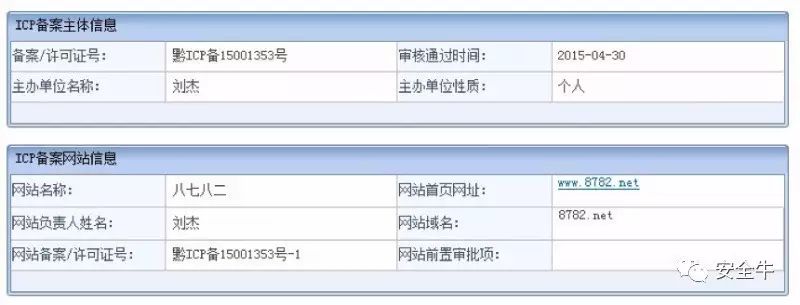 ICP备案主体信息
备案/许可证号： 黔ICP备15001353号 审核通过时间： 2015-04-30
主办单位名称： 刘杰 主办单位性质： 个人
ICP备案网站信息
网站名称： 八七八二 网站首页网址： www.8782.net
网站负责人姓名： 刘杰 网站域名： 8782.net
网站备案/许可证号： 黔ICP备15001353号-1 网站前置审批项：
安全牛